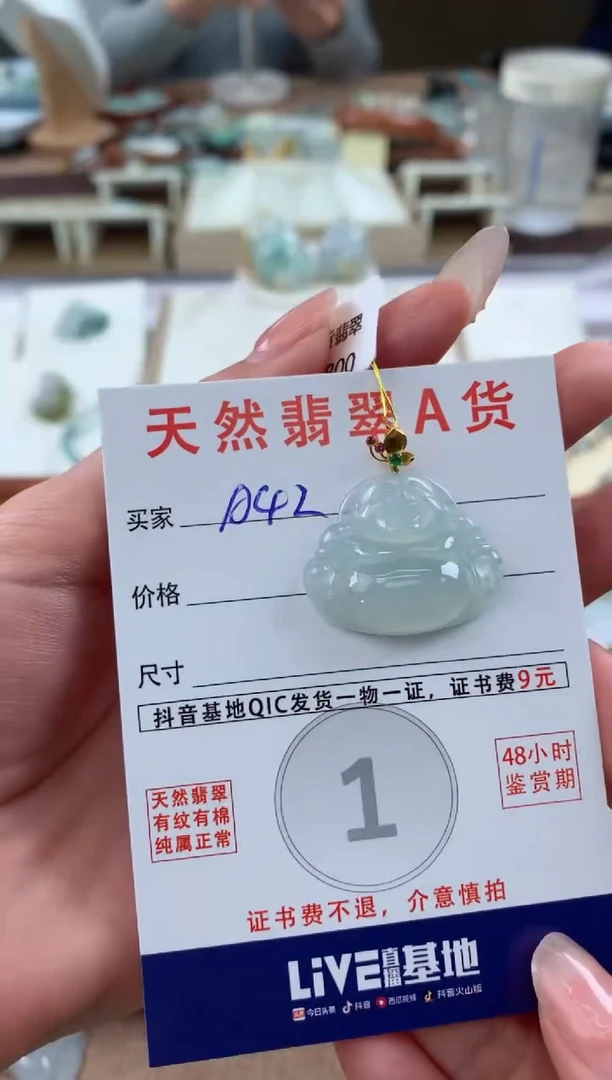 翡翠
800
天然翡翠A货
买家 A42
价格
尺寸
抖音基地QIC发货一物一证，证书费9元
1
天然翡翠
有纹有棉
纯属正常
48小时
鉴赏期
证书费不退，介意慎拍
LiVE直播基地
今日头条 抖音 西瓜视频 抖音火山版